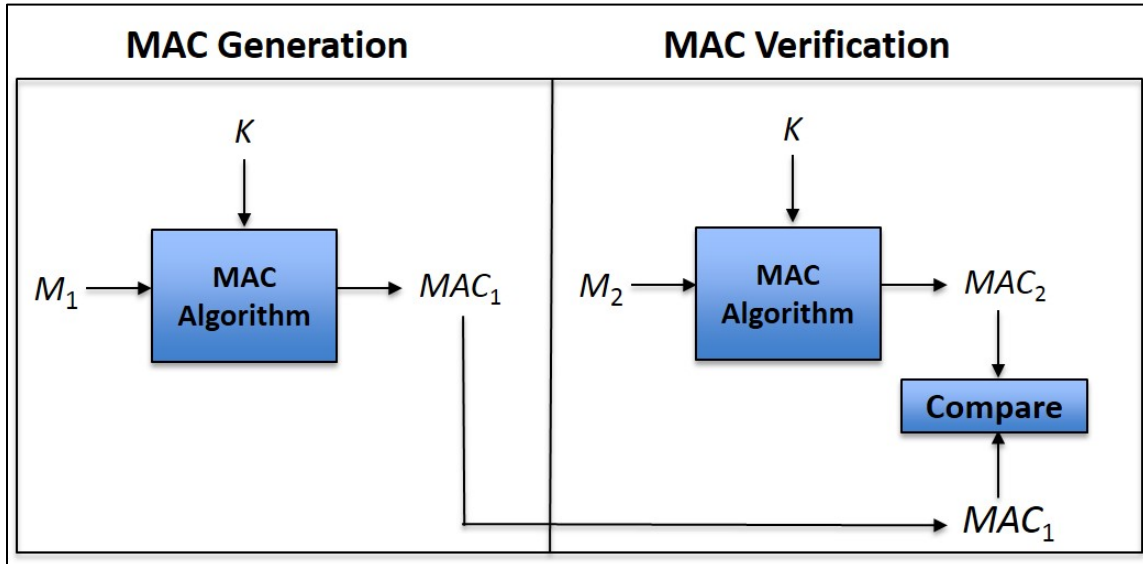 MAC Generation
K
M₁
MAC
Algorithm
MAC₁
MAC Verification
K
M₂
MAC
Algorithm
MAC₂
Compare
MAC₁